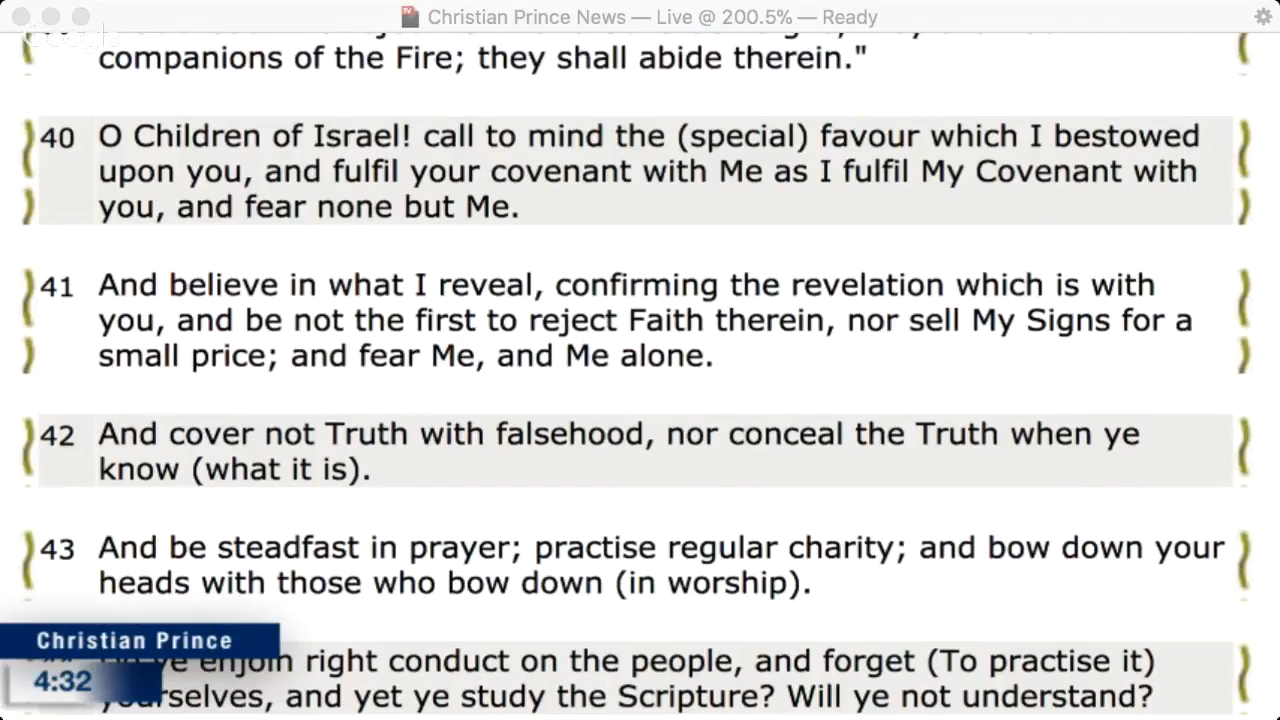 Christian Prince News — Live @ 200.5% — Ready
Google
companions of the Fire; they shall abide therein."
40 O Children of Israel! call to mind the (special) favour which I bestowed
upon you, and fulfil your covenant with Me as I fulfil My Covenant with
you, and fear none but Me.
41 And believe in what I reveal, confirming the revelation which is with
you, and be not the first to reject Faith therein, nor sell My Signs for a
small price; and fear Me, and Me alone.
42 And cover not Truth with falsehood, nor conceal the Truth when ye
know (what it is).
43 And be steadfast in prayer; practise regular charity; and bow down your
heads with those who bow down (in worship).
Christian Prince
ye enjoin right conduct on the people, and forget (To practise it)
4:32
yourselves, and yet ye study the Scripture? Will ye not understand?